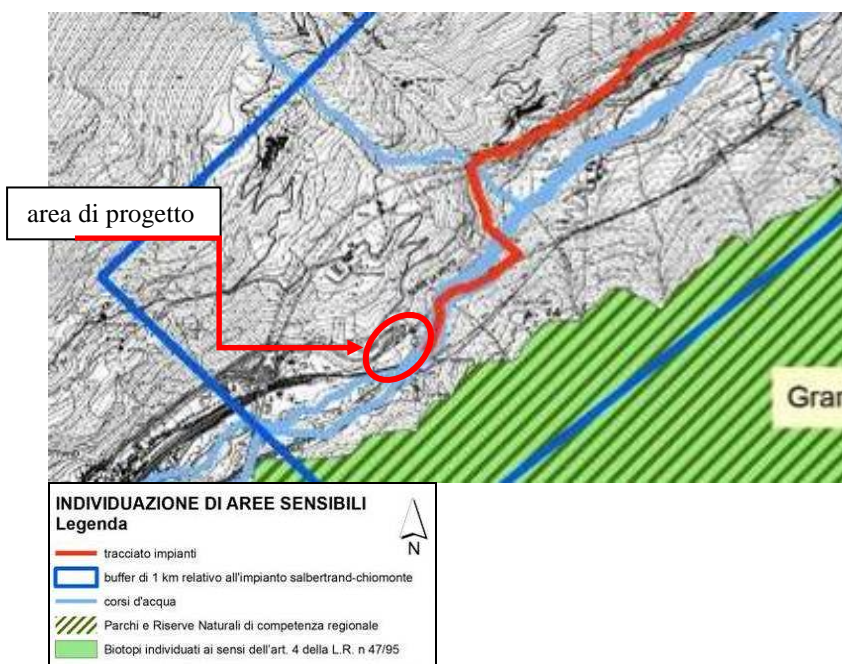 area di progetto
Gran
INDIVIDUAZIONE DI AREE SENSIBILI
Legenda
N
tracciato impianti
buffer di 1 km relativo all'impianto salbertrand-chiomonte
corsi d'acqua
Parchi e Riserve Naturali di competenza regionale
Biotopi individuati ai sensi dell'art. 4 della L.R. n 47/95